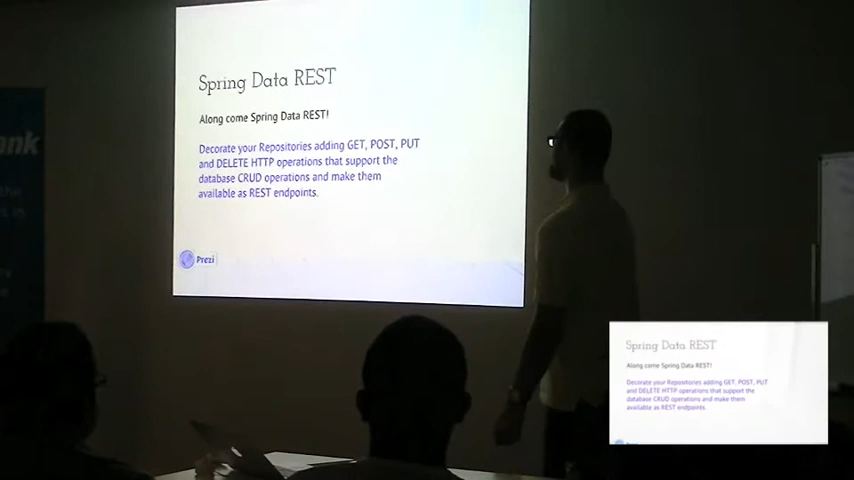 Spring Data REST
Along come Spring Data REST!
Decorate your Repositories adding GET, POST, PUT
and DELETE HTTP operations that support the
database CRUD operations and make them
available as REST endpoints.
Prezi
Spring Data REST
Along come Spring Data REST!
Decorate your Repositories adding GET, POST, PUT
and DELETE HTTP operations that support the
database CRUD operations and make them
available as REST endpoints.